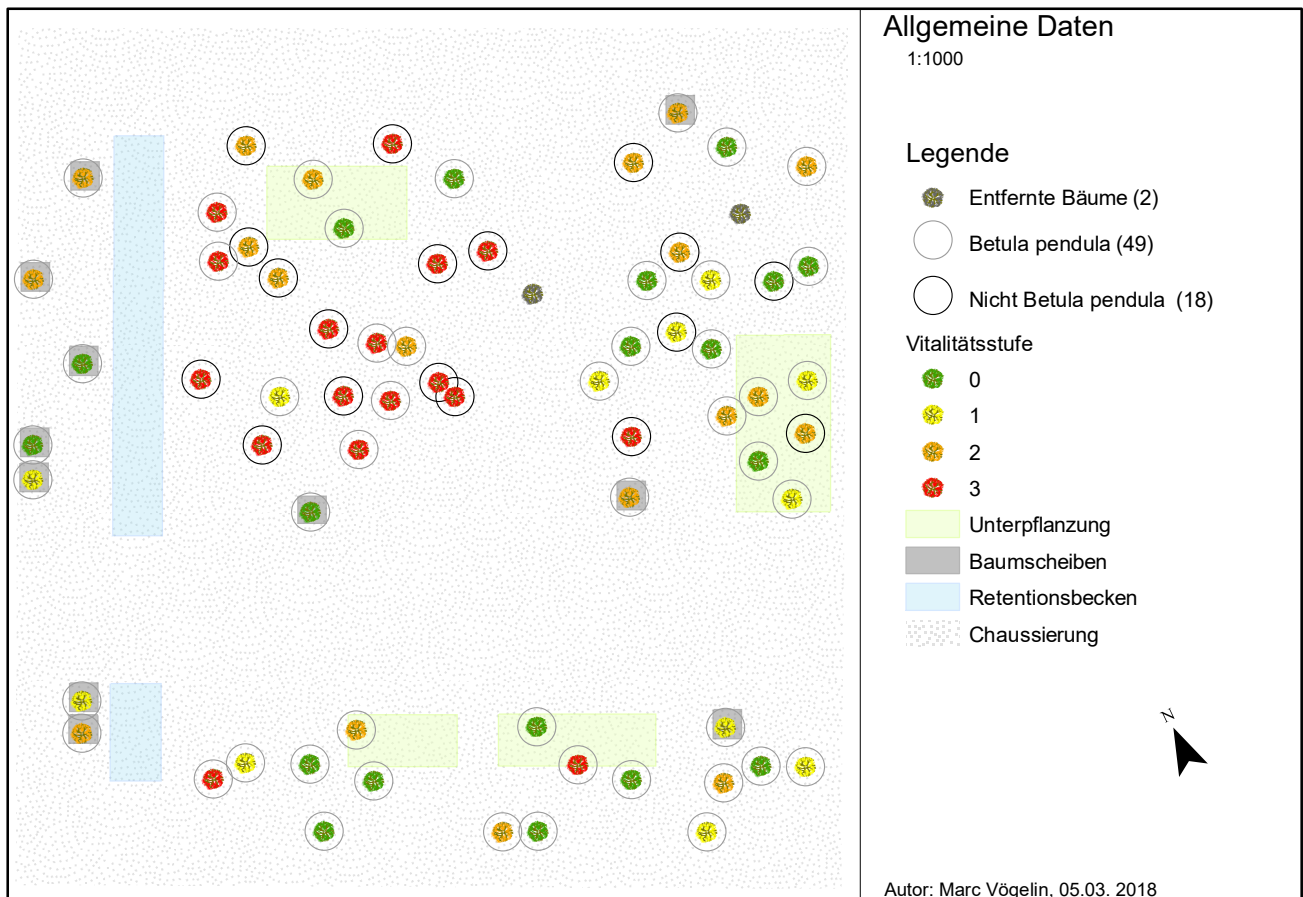 Allgemeine Daten
1:1000
Legende
Entfernte Bäume (2)
Betula pendula (49)
Nicht Betula pendula  (18)
Vitalitätsstufe
0
1
2
3
Unterpflanzung
Baumscheiben
Retentionsbecken
Chaussierung
N
Autor: Marc Vögelin, 05.03. 2018